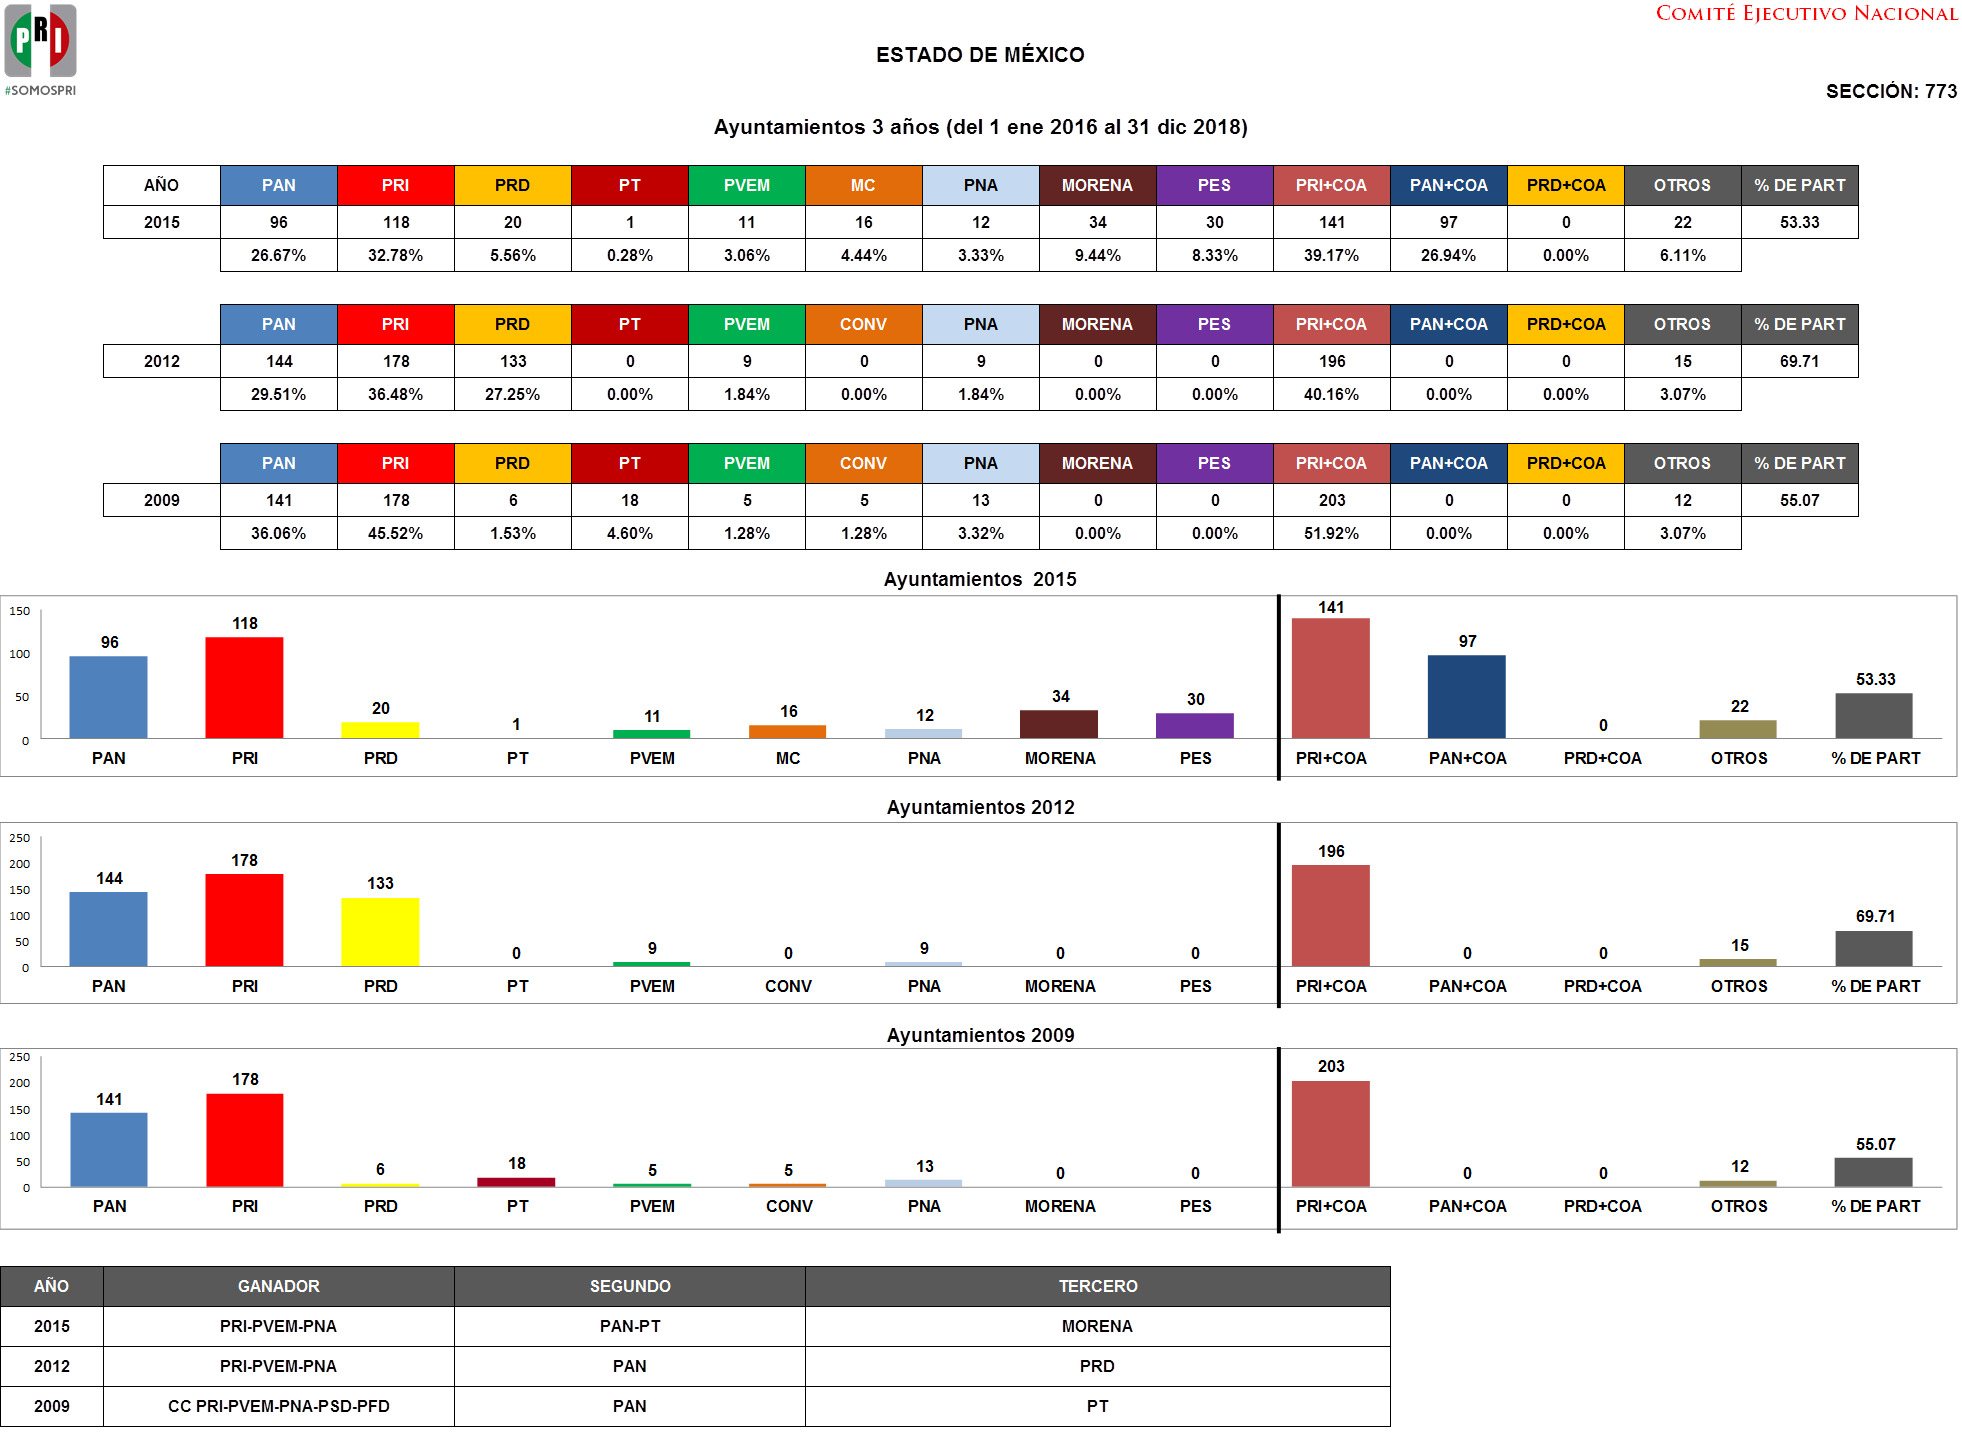 PRI
#SOMOSPRI
COMITÉ EJECUTIVO NACIONAL
ESTADO DE MÉXICO
SECCIÓN: 773
Ayuntamientos 3 años (del 1 ene 2016 al 31 dic 2018)
AÑO PAN PRI PRD PT PVEM MC PNA MORENA PES PRI+COA PAN+COA PRD+COA OTROS % DE PART
2015 96 118 20 1 11 16 12 34 30 141 97 0 22 53.33
26.67% 32.78% 5.56% 0.28% 3.06% 4.44% 3.33% 9.44% 8.33% 39.17% 26.94% 0.00% 6.11%
PAN PRI PRD PT PVEM CONV PNA MORENA PES PRI+COA PAN+COA PRD+COA OTROS % DE PART
2012 144 178 133 0 9 0 9 0 0 196 0 0 15 69.71
29.51% 36.48% 27.25% 0.00% 1.84% 0.00% 1.84% 0.00% 0.00% 40.16% 0.00% 0.00% 3.07%
PAN PRI PRD PT PVEM CONV PNA MORENA PES PRI+COA PAN+COA PRD+COA OTROS % DE PART
2009 141 178 6 18 5 5 13 0 0 203 0 0 12 55.07
36.06% 45.52% 1.53% 4.60% 1.28% 1.28% 3.32% 0.00% 0.00% 51.92% 0.00% 0.00% 3.07%
Ayuntamientos 2015
150
100
50
0
96 118 20 1 11 16 12 34 30 141 97 0 22 53.33
PAN PRI PRD PT PVEM MC PNA MORENA PES PRI+COA PAN+COA PRD+COA OTROS % DE PART
Ayuntamientos 2012
250
200
150
100
50
0
144 178 133 0 9 0 9 0 0 196 0 0 15 69.71
PAN PRI PRD PT PVEM CONV PNA MORENA PES PRI+COA PAN+COA PRD+COA OTROS % DE PART
Ayuntamientos 2009
250
200
150
100
50
0
141 178 6 18 5 5 13 0 0 203 0 0 12 55.07
PAN PRI PRD PT PVEM CONV PNA MORENA PES PRI+COA PAN+COA PRD+COA OTROS % DE PART
AÑO GANADOR SEGUNDO TERCERO
2015 PRI-PVEM-PNA PAN-PT MORENA
2012 PRI-PVEM-PNA PAN PRD
2009 CC PRI-PVEM-PNA-PSD-PFD PAN PT